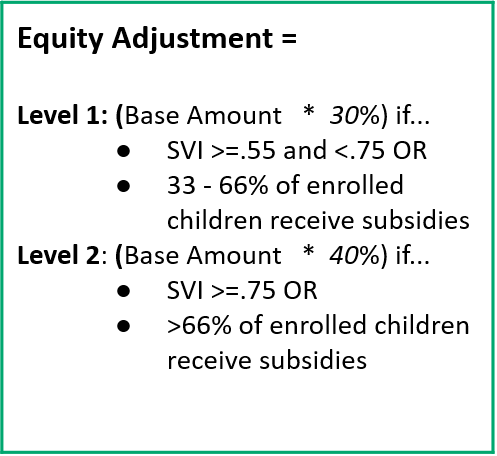 Equity Adjustment =
Level 1: (Base Amount * 30%) if...
● SVI >=.55 and <.75 OR
● 33 - 66% of enrolled
children receive subsidies
Level 2: (Base Amount * 40%) if...
● SVI >=.75 OR
● >66% of enrolled children
receive subsidies